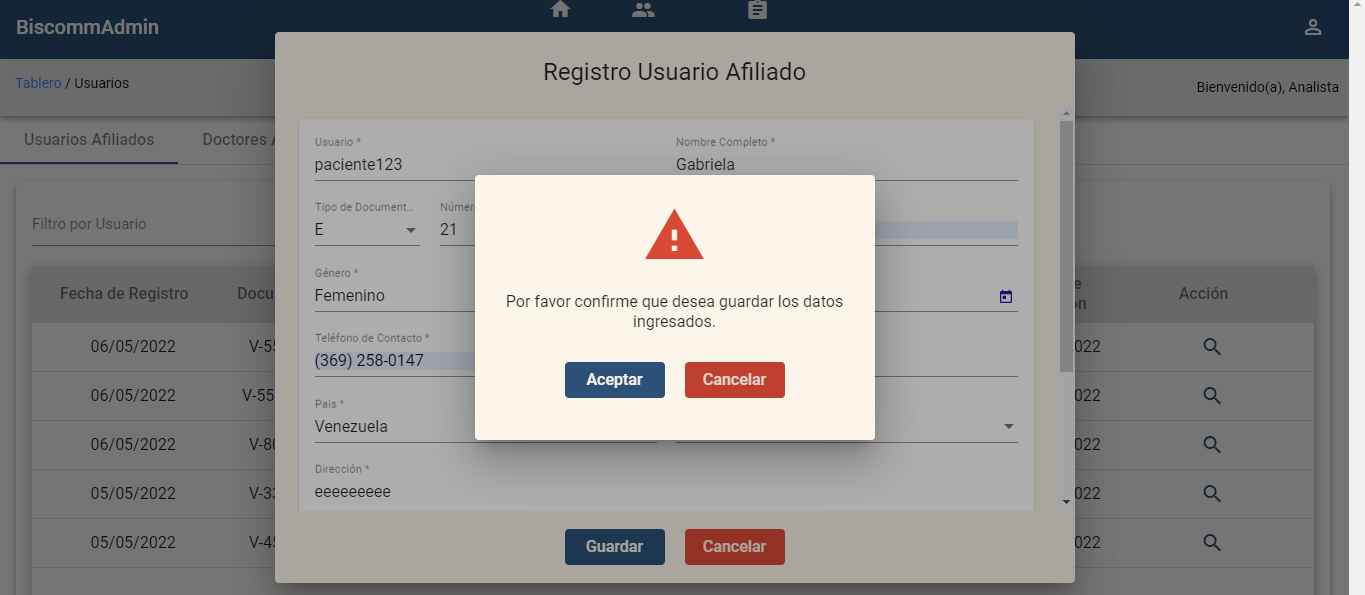 BiscommAdmin
Tablero / Usuarios
Bienvenido(a), Analista
Usuarios Afiliados
Doctores
Filtro por Usuario
Fecha de Registro
Acción
06/05/2022 V-5
022
06/05/2022 V-55
022
06/05/2022 V-80
022
05/05/2022 V-33
022
05/05/2022 V-45
022
Registro Usuario Afiliado
Usuario *
Nombre Completo *
paciente123
Gabriela
Tipo de Document...
E
21
Género *
Femenino
Teléfono de Contacto *
(369) 258-0147
Pais *
Venezuela
Dirección *
eeeeeeeee
Guardar
Cancelar
Por favor confirme que desea guardar los datos
ingresados.
Aceptar
Cancelar